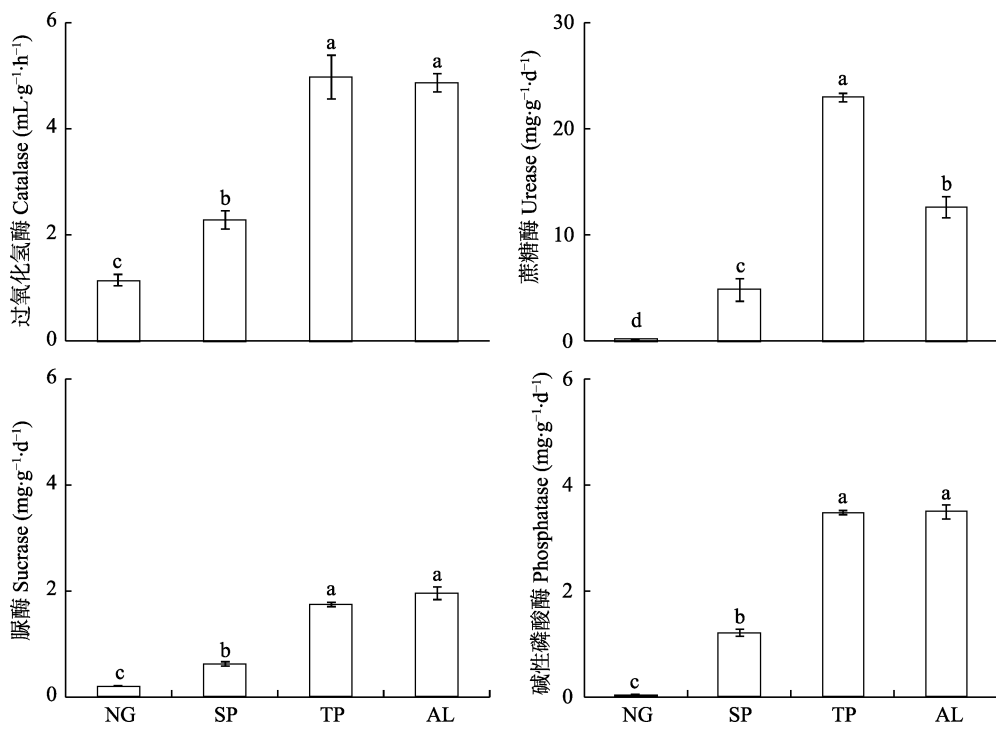 过氧化氢酶 Catalase (mL·g⁻¹·h⁻¹)
6
4
2
0
c
b
a
a
蔗糖酶 Urease (mg·g⁻¹·d⁻¹)
30
20
10
0
d
c
a
b
脲酶 Sucrase (mg·g⁻¹·d⁻¹)
6
4
2
0
c
b
a
a
NG SP TP AL
碱性磷酸酶 Phosphatase (mg·g⁻¹·d⁻¹)
6
4
2
0
c
b
a
a
NG SP TP AL